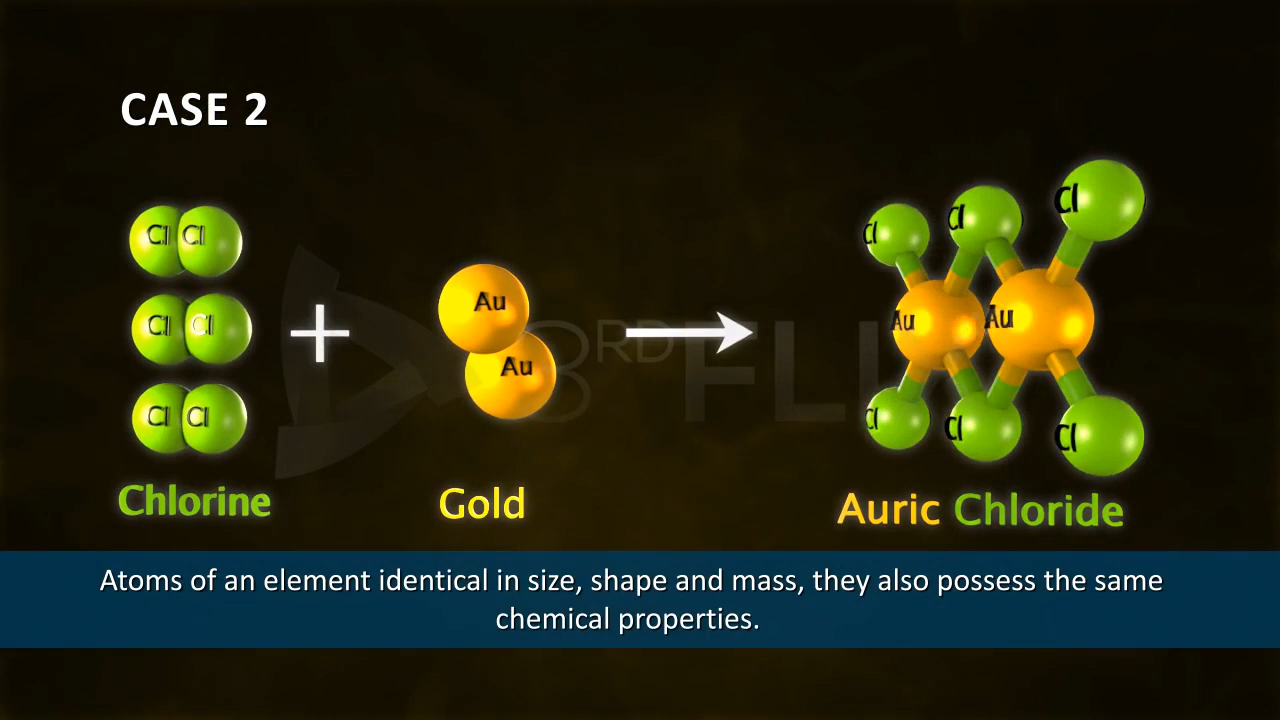 CASE 2
Cl Cl
Cl Cl
Cl Cl
Au
Au
Cl Cl Cl
Au Au
Cl Cl Cl
3RD FLI
Chlorine
Gold
Auric Chloride
Atoms of an element identical in size, shape and mass, they also possess the same
chemical properties.